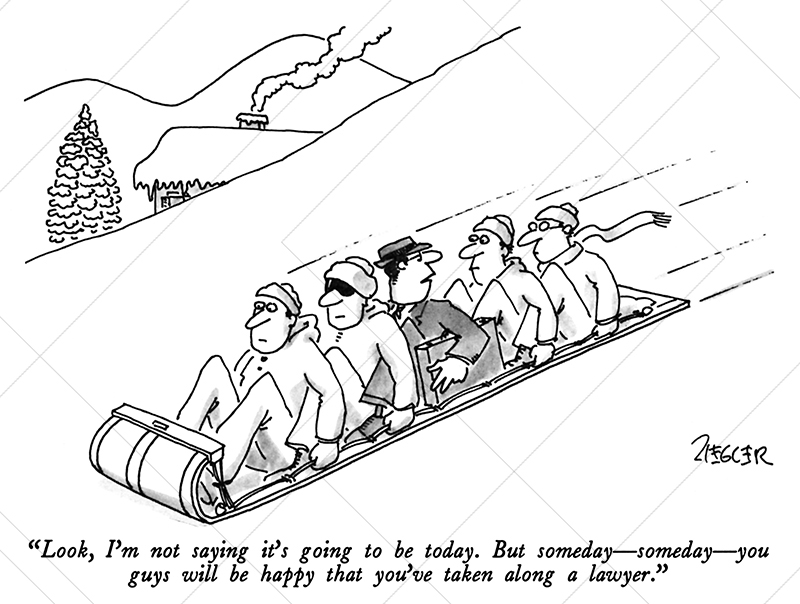 ZIEGLER
“Look, I’m not saying it’s going to be today. But someday—someday—you
guys will be happy that you’ve taken along a lawyer.”